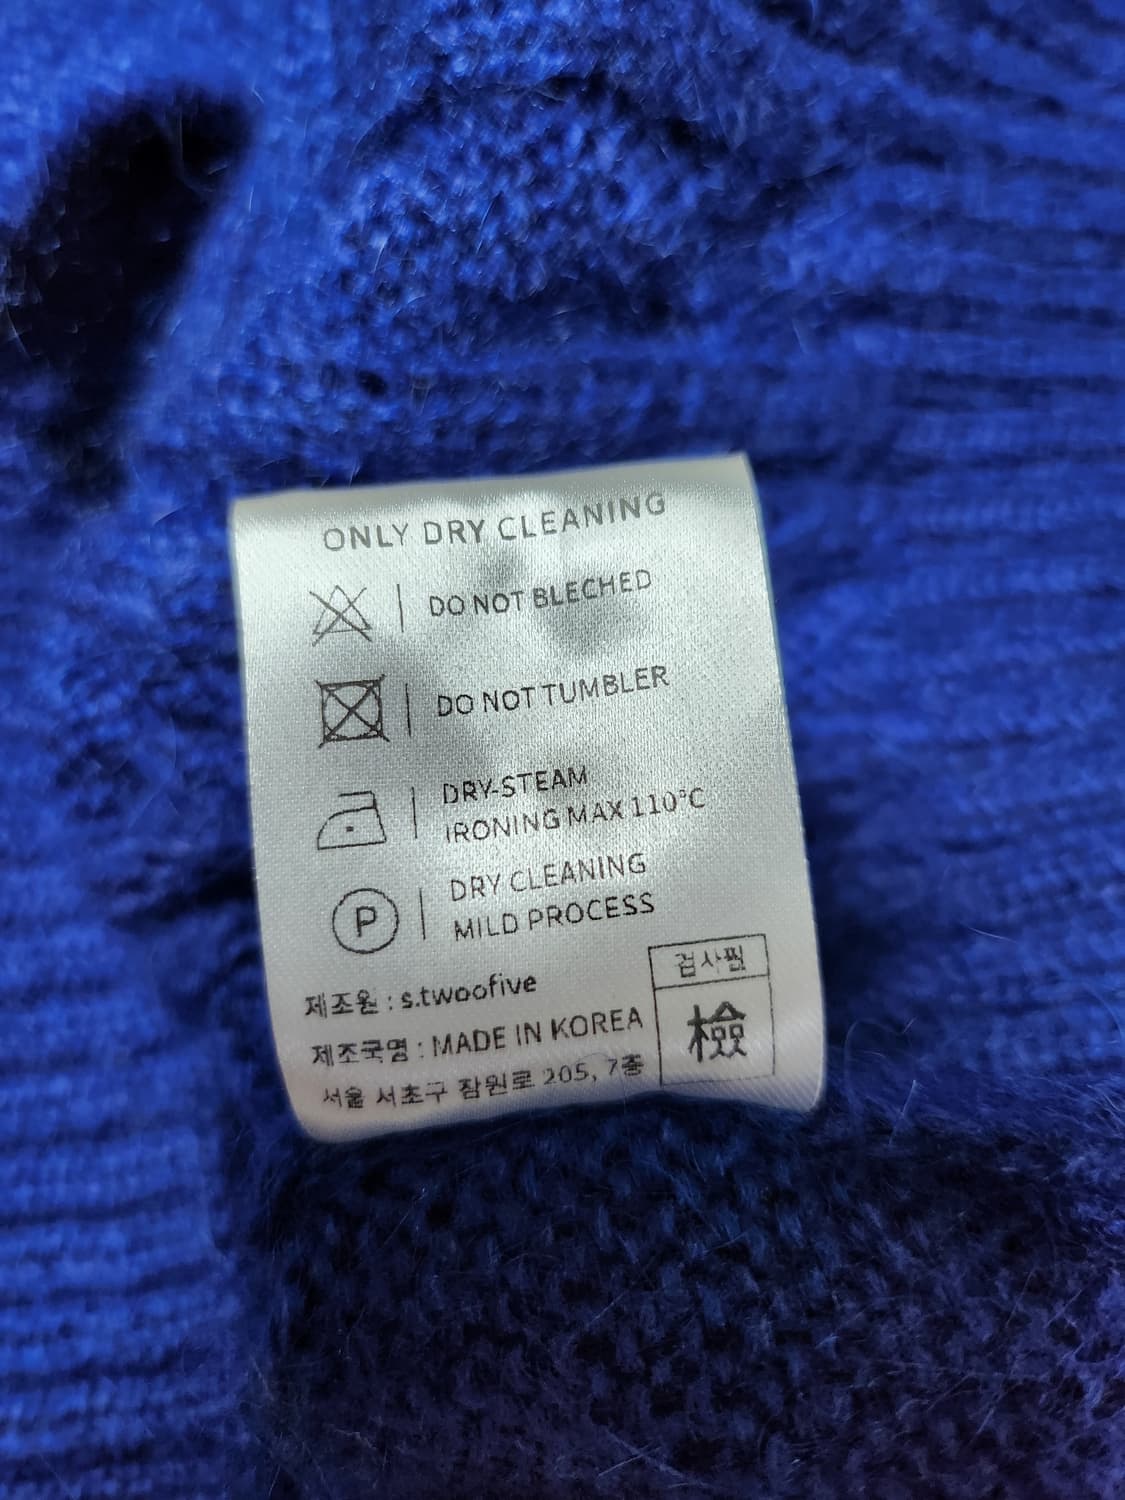 ONLY DRY CLEANING
DO NOT BLECHED
DO NOT TUMBLER
DRY-STEAM
IRONING MAX 110°C
P
DRY CLEANING
MILD PROCESS
제조원 : s.twoofive
제조국명 : MADE IN KOREA
서울 서초구 잠원로 205, 7층
검사필
檢